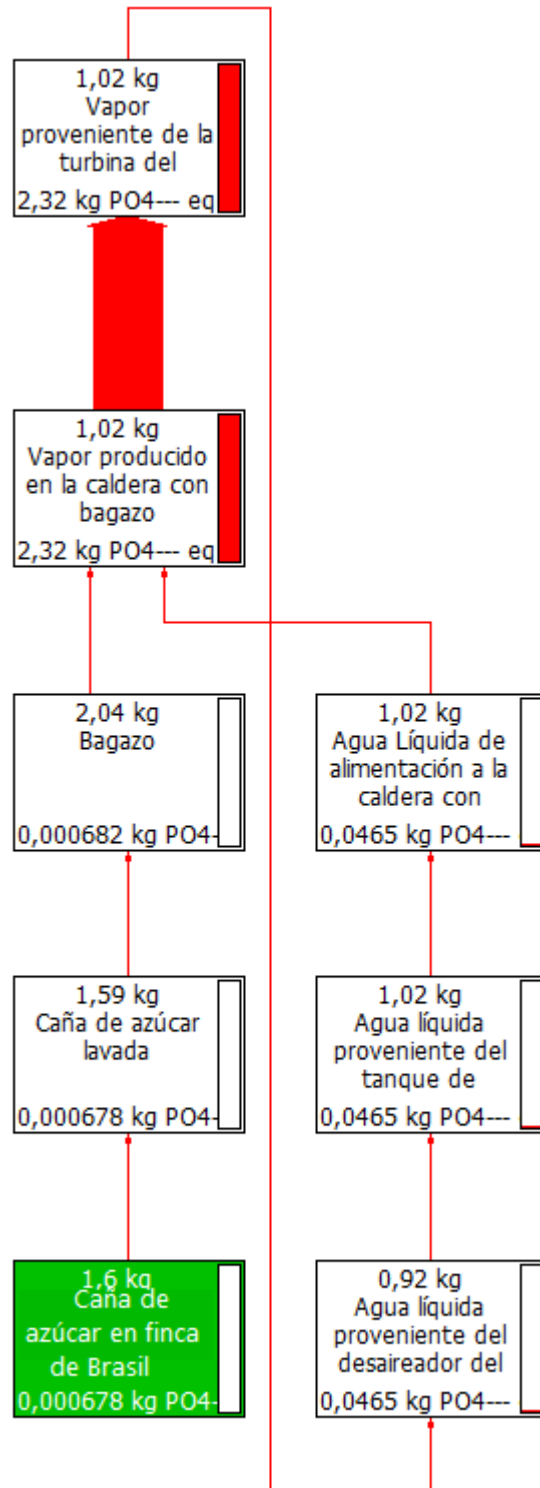 1,02 kg
Vapor
proveniente de la
turbina del
2,32 kg PO4--- eq
1,02 kg
Vapor producido
en la caldera con
bagazo
2,32 kg PO4--- eq
2,04 kg
Bagazo
0,000682 kg PO4-
1,02 kg
Agua Líquida de
alimentación a la
caldera con
0,0465 kg PO4---
1,59 kg
Caña de azúcar
lavada
0,000678 kg PO4-
1,02 kg
Agua líquida
proveniente del
tanque de
0,0465 kg PO4---
1,6 kg
Caña de
azúcar en finca
de Brasil
0,000678 kg PO4-
0,92 kg
Agua líquida
proveniente del
desaireador del
0,0465 kg PO4---